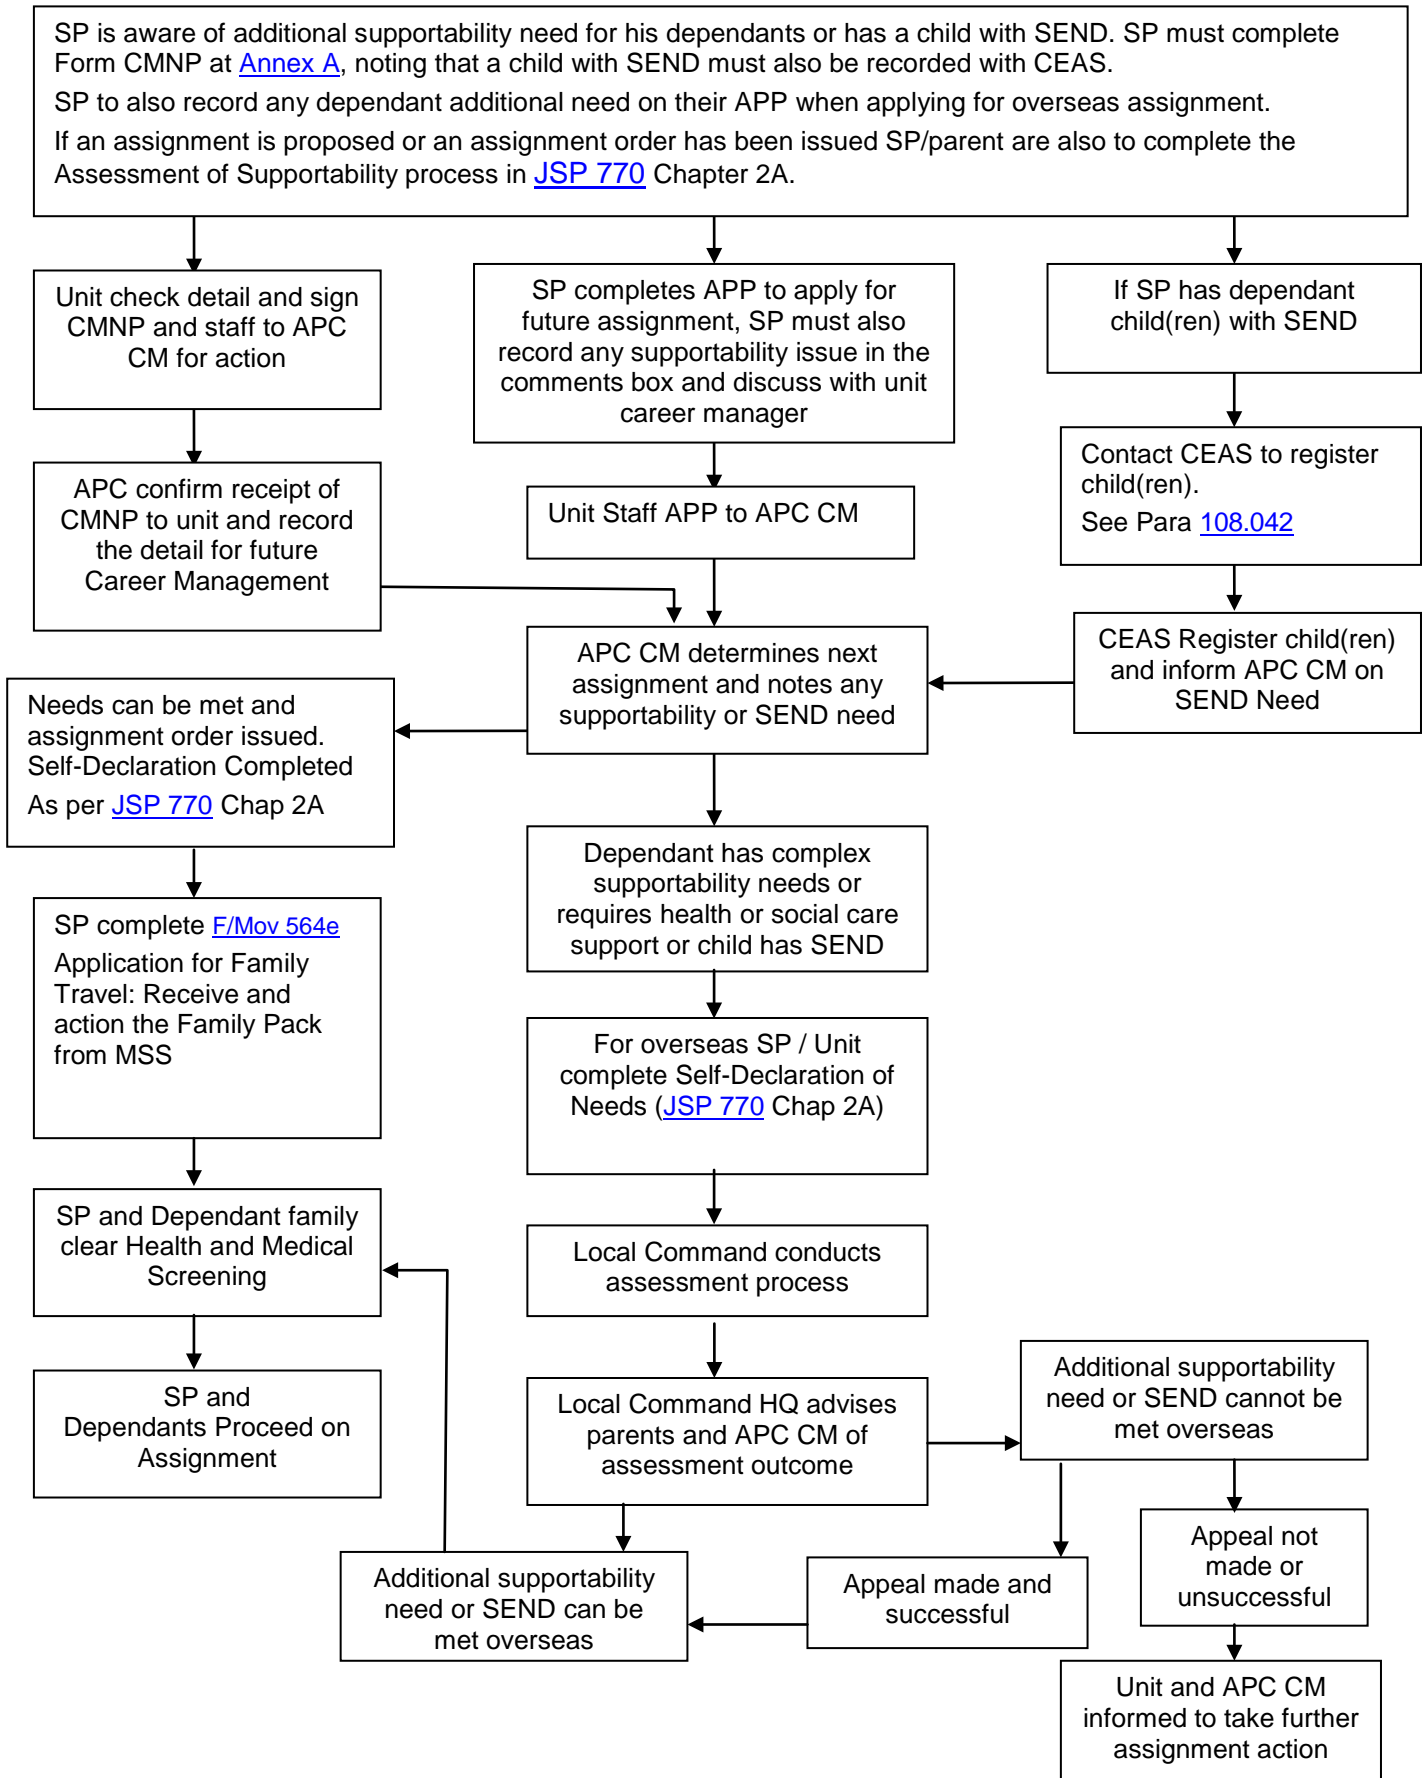 SP is aware of additional supportability need for his dependants or has a child with SEND. SP must complete
Form CMNP at Annex A, noting that a child with SEND must also be recorded with CEAS.
SP to also record any dependant additional need on their APP when applying for overseas assignment.
If an assignment is proposed or an assignment order has been issued SP/parent are also to complete the
Assessment of Supportability process in JSP 770 Chapter 2A.
Unit check detail and sign
CMNP and staff to APC
CM for action
SP completes APP to apply for
future assignment, SP must also
record any supportability issue in the
comments box and discuss with unit
career manager
If SP has dependant
child(ren) with SEND
APC confirm receipt of
CMNP to unit and record
the detail for future
Career Management
Unit Staff APP to APC CM
Contact CEAS to register
child(ren).
See Para 108.042
APC CM determines next
assignment and notes any
supportability or SEND need
CEAS Register child(ren)
and inform APC CM on
SEND Need
Needs can be met and
assignment order issued.
Self-Declaration Completed
As per JSP 770 Chap 2A
Dependant has complex
supportability needs or
requires health or social care
support or child has SEND
SP complete F/Mov 564e
Application for Family
Travel: Receive and
action the Family Pack
from MSS
For overseas SP / Unit
complete Self-Declaration of
Needs (JSP 770 Chap 2A)
SP and Dependant family
clear Health and Medical
Screening
Local Command conducts
assessment process
SP and
Dependants Proceed on
Assignment
Local Command HQ advises
parents and APC CM of
assessment outcome
Additional supportability
need or SEND cannot be
met overseas
Additional supportability
need or SEND can be
met overseas
Appeal made and
successful
Appeal not
made or
unsuccessful
Unit and APC CM
informed to take further
assignment action